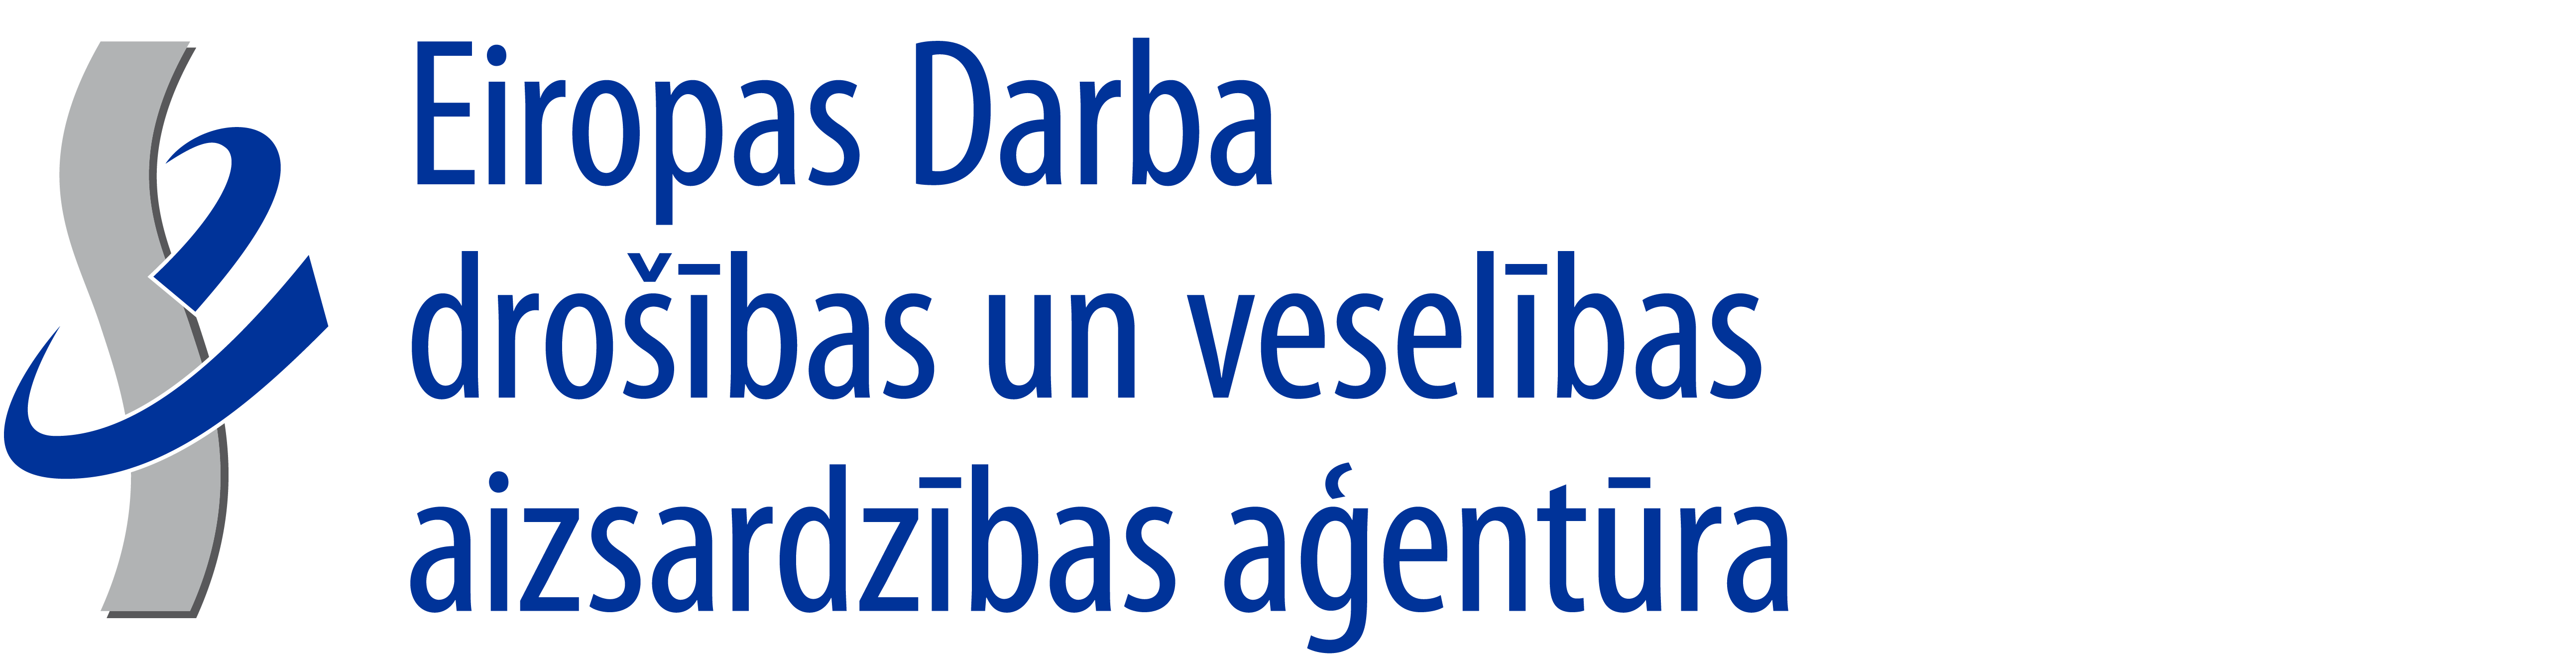 Eiropas Darba
drošības un veselības
aizsardzības aģentūra